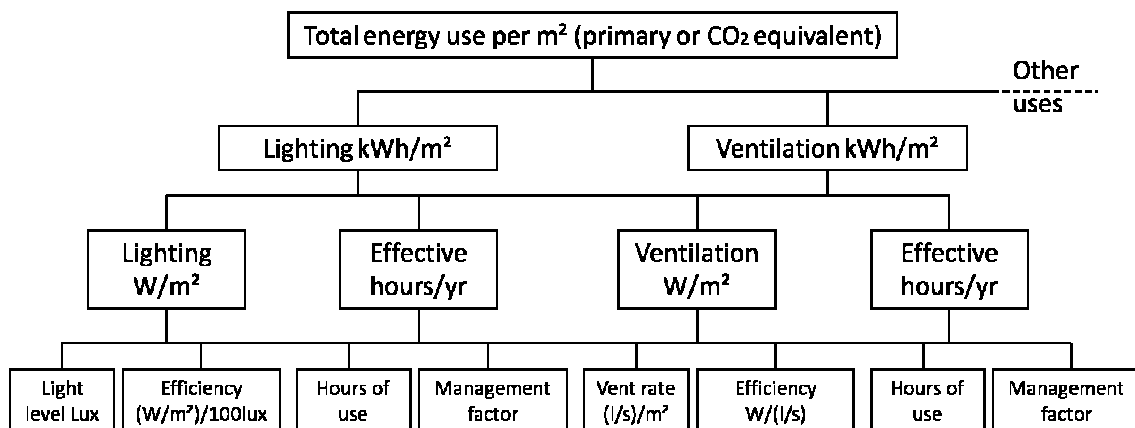 Total energy use per m² (primary or CO₂ equivalent)
Other
uses
Lighting kWh/m²
Ventilation kWh/m²
Lighting
W/m²
Effective
hours/yr
Ventilation
W/m²
Effective
hours/yr
Light
level Lux
Efficiency
(W/m²)/100lux
Hours of
use
Management
factor
Vent rate
(l/s)/m²
Efficiency
W/(l/s)
Hours of
use
Management
factor